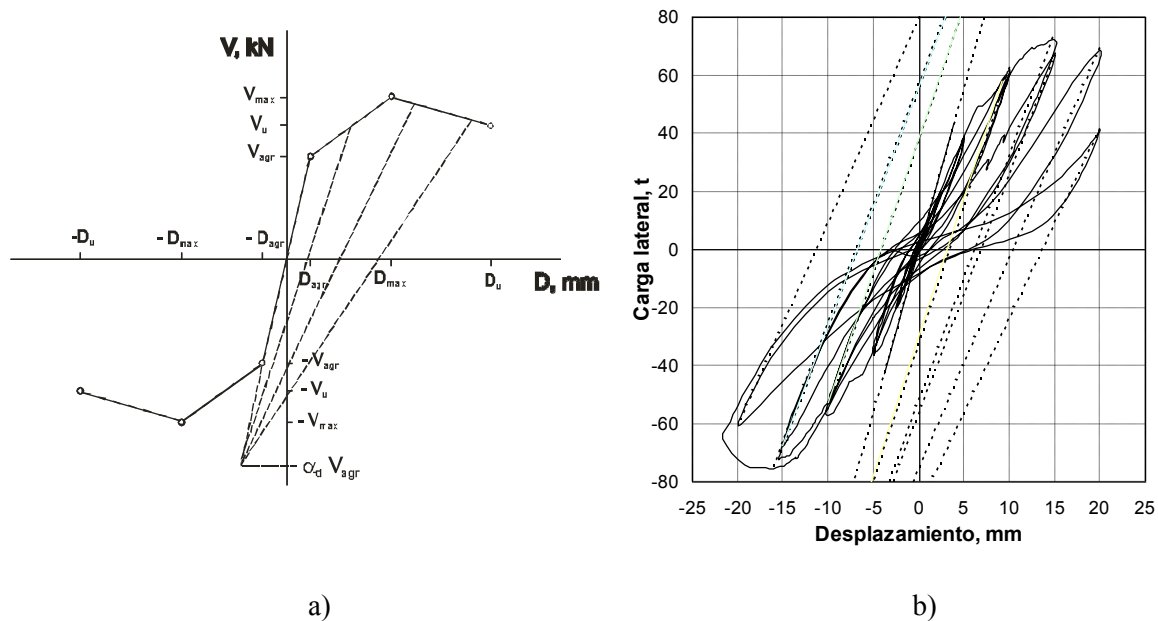 V, kN
V_max
V_u
V_agr
-D_u
-D_max
-D_agr
D_agr
D_max
D_u
D, mm
-V_agr
-V_u
-V_max
α_d V_agr
a)
80
60
40
20
0
-20
-40
-60
-80
Carga lateral, t
-25 -20 -15 -10 -5 0 5 10 15 20 25
Desplazamiento, mm
b)